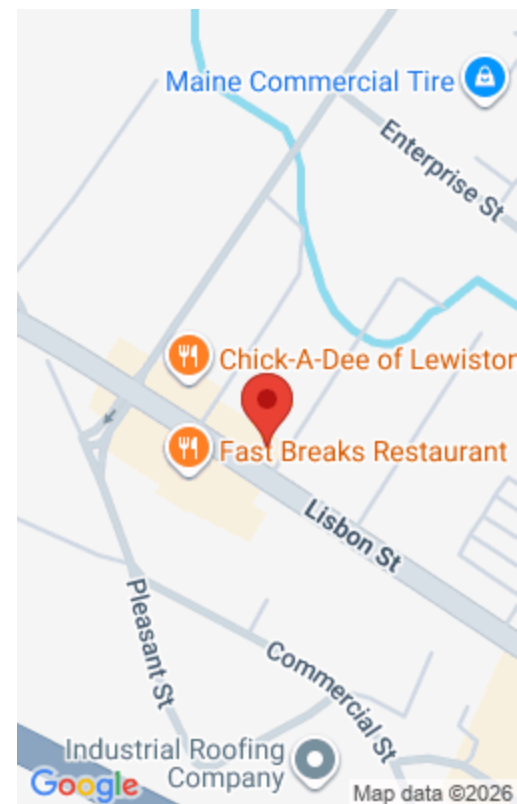 Maine Commercial Tire
Enterprise St
Chick-A-Dee of Lewiston
Fast Breaks Restaurant
Lisbon St
Pleasant St
Commercial St
Industrial Roofing
Company
Google
Map data ©2026